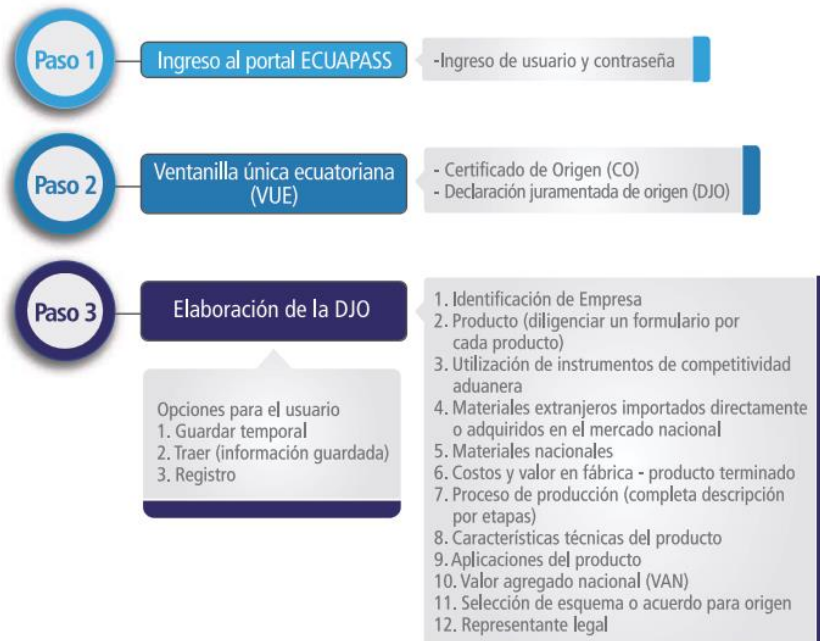 Paso 1
Ingreso al portal ECUAPASS
-Ingreso de usuario y contraseña
Paso 2
Ventanilla única ecuatoriana
(VUE)
- Certificado de Origen (CO)
- Declaración juramentada de origen (DJO)
Paso 3
Elaboración de la DJO
Opciones para el usuario
1. Guardar temporal
2. Traer (información guardada)
3. Registro
1. Identificación de Empresa
2. Producto (diligenciar un formulario por
cada producto)
3. Utilización de instrumentos de competitividad
aduanera
4. Materiales extranjeros importados directamente
o adquiridos en el mercado nacional
5. Materiales nacionales
6. Costos y valor en fábrica - producto terminado
7. Proceso de producción (completa descripción
por etapas)
8. Características técnicas del producto
9. Aplicaciones del producto
10. Valor agregado nacional (VAN)
11. Selección de esquema o acuerdo para origen
12. Representante legal